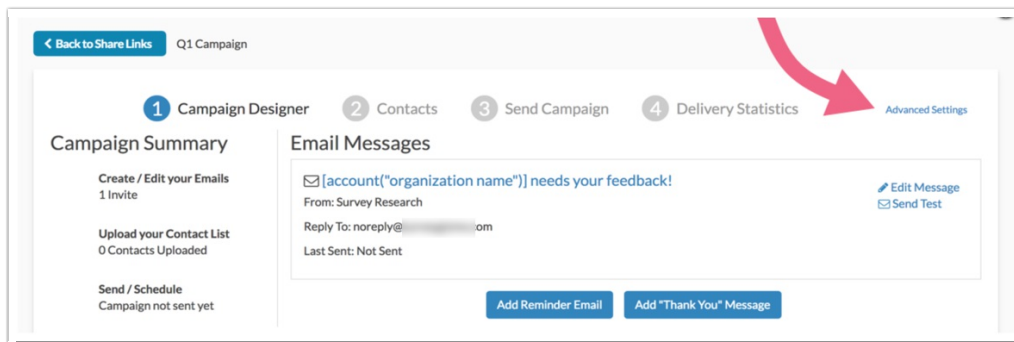 Back to Share Links Q1 Campaign
1 Campaign Designer 2 Contacts 3 Send Campaign 4 Delivery Statistics Advanced Settings
Campaign Summary
Create / Edit your Emails
1 Invite
Upload your Contact List
0 Contacts Uploaded
Send / Schedule
Campaign not sent yet
Email Messages
[account("organization name")] needs your feedback!
From: Survey Research
Reply To: noreply@ om
Last Sent: Not Sent
Edit Message
Send Test
Add Reminder Email Add "Thank You" Message